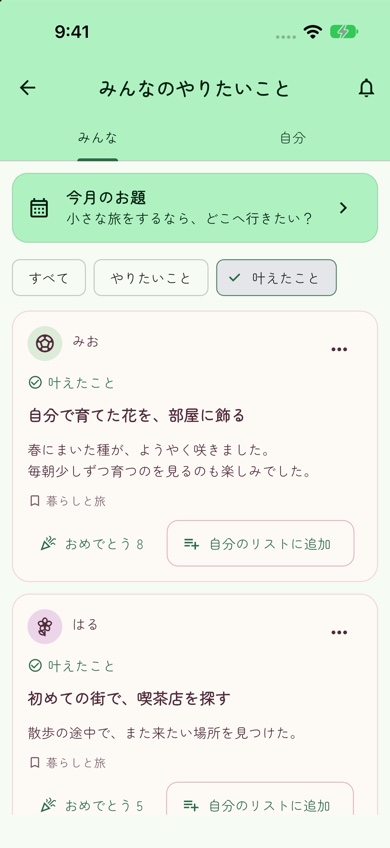 9:41
みんなのやりたいこと
みんな
自分
今月のお題
小さな旅をするなら、どこへ行きたい？
すべて
やりたいこと
叶えたこと
みお
叶えたこと
自分で育てた花を、部屋に飾る
春にまいた種が、ようやく咲きました。
毎朝少しずつ育つのを見るのも楽しみでした。
暮らしと旅
おめでとう 8
自分のリストに追加
はる
叶えたこと
初めての街で、喫茶店を探す
散歩の途中で、また来たい場所を見つけた。
暮らしと旅
おめでとう 5
自分のリストに追加